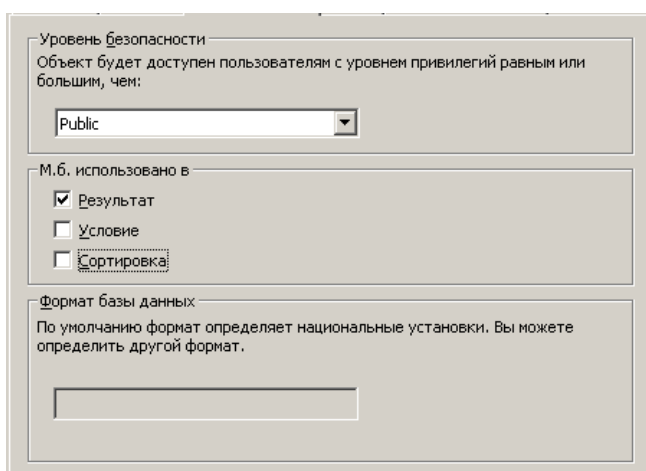 Уровень безопасности
Объект будет доступен пользователям с уровнем привилегий равным или
большим, чем:
Public
М.б. использовано в
Результат
Условие
Сортировка
Формат базы данных
По умолчанию формат определяет национальные установки. Вы можете
определить другой формат.